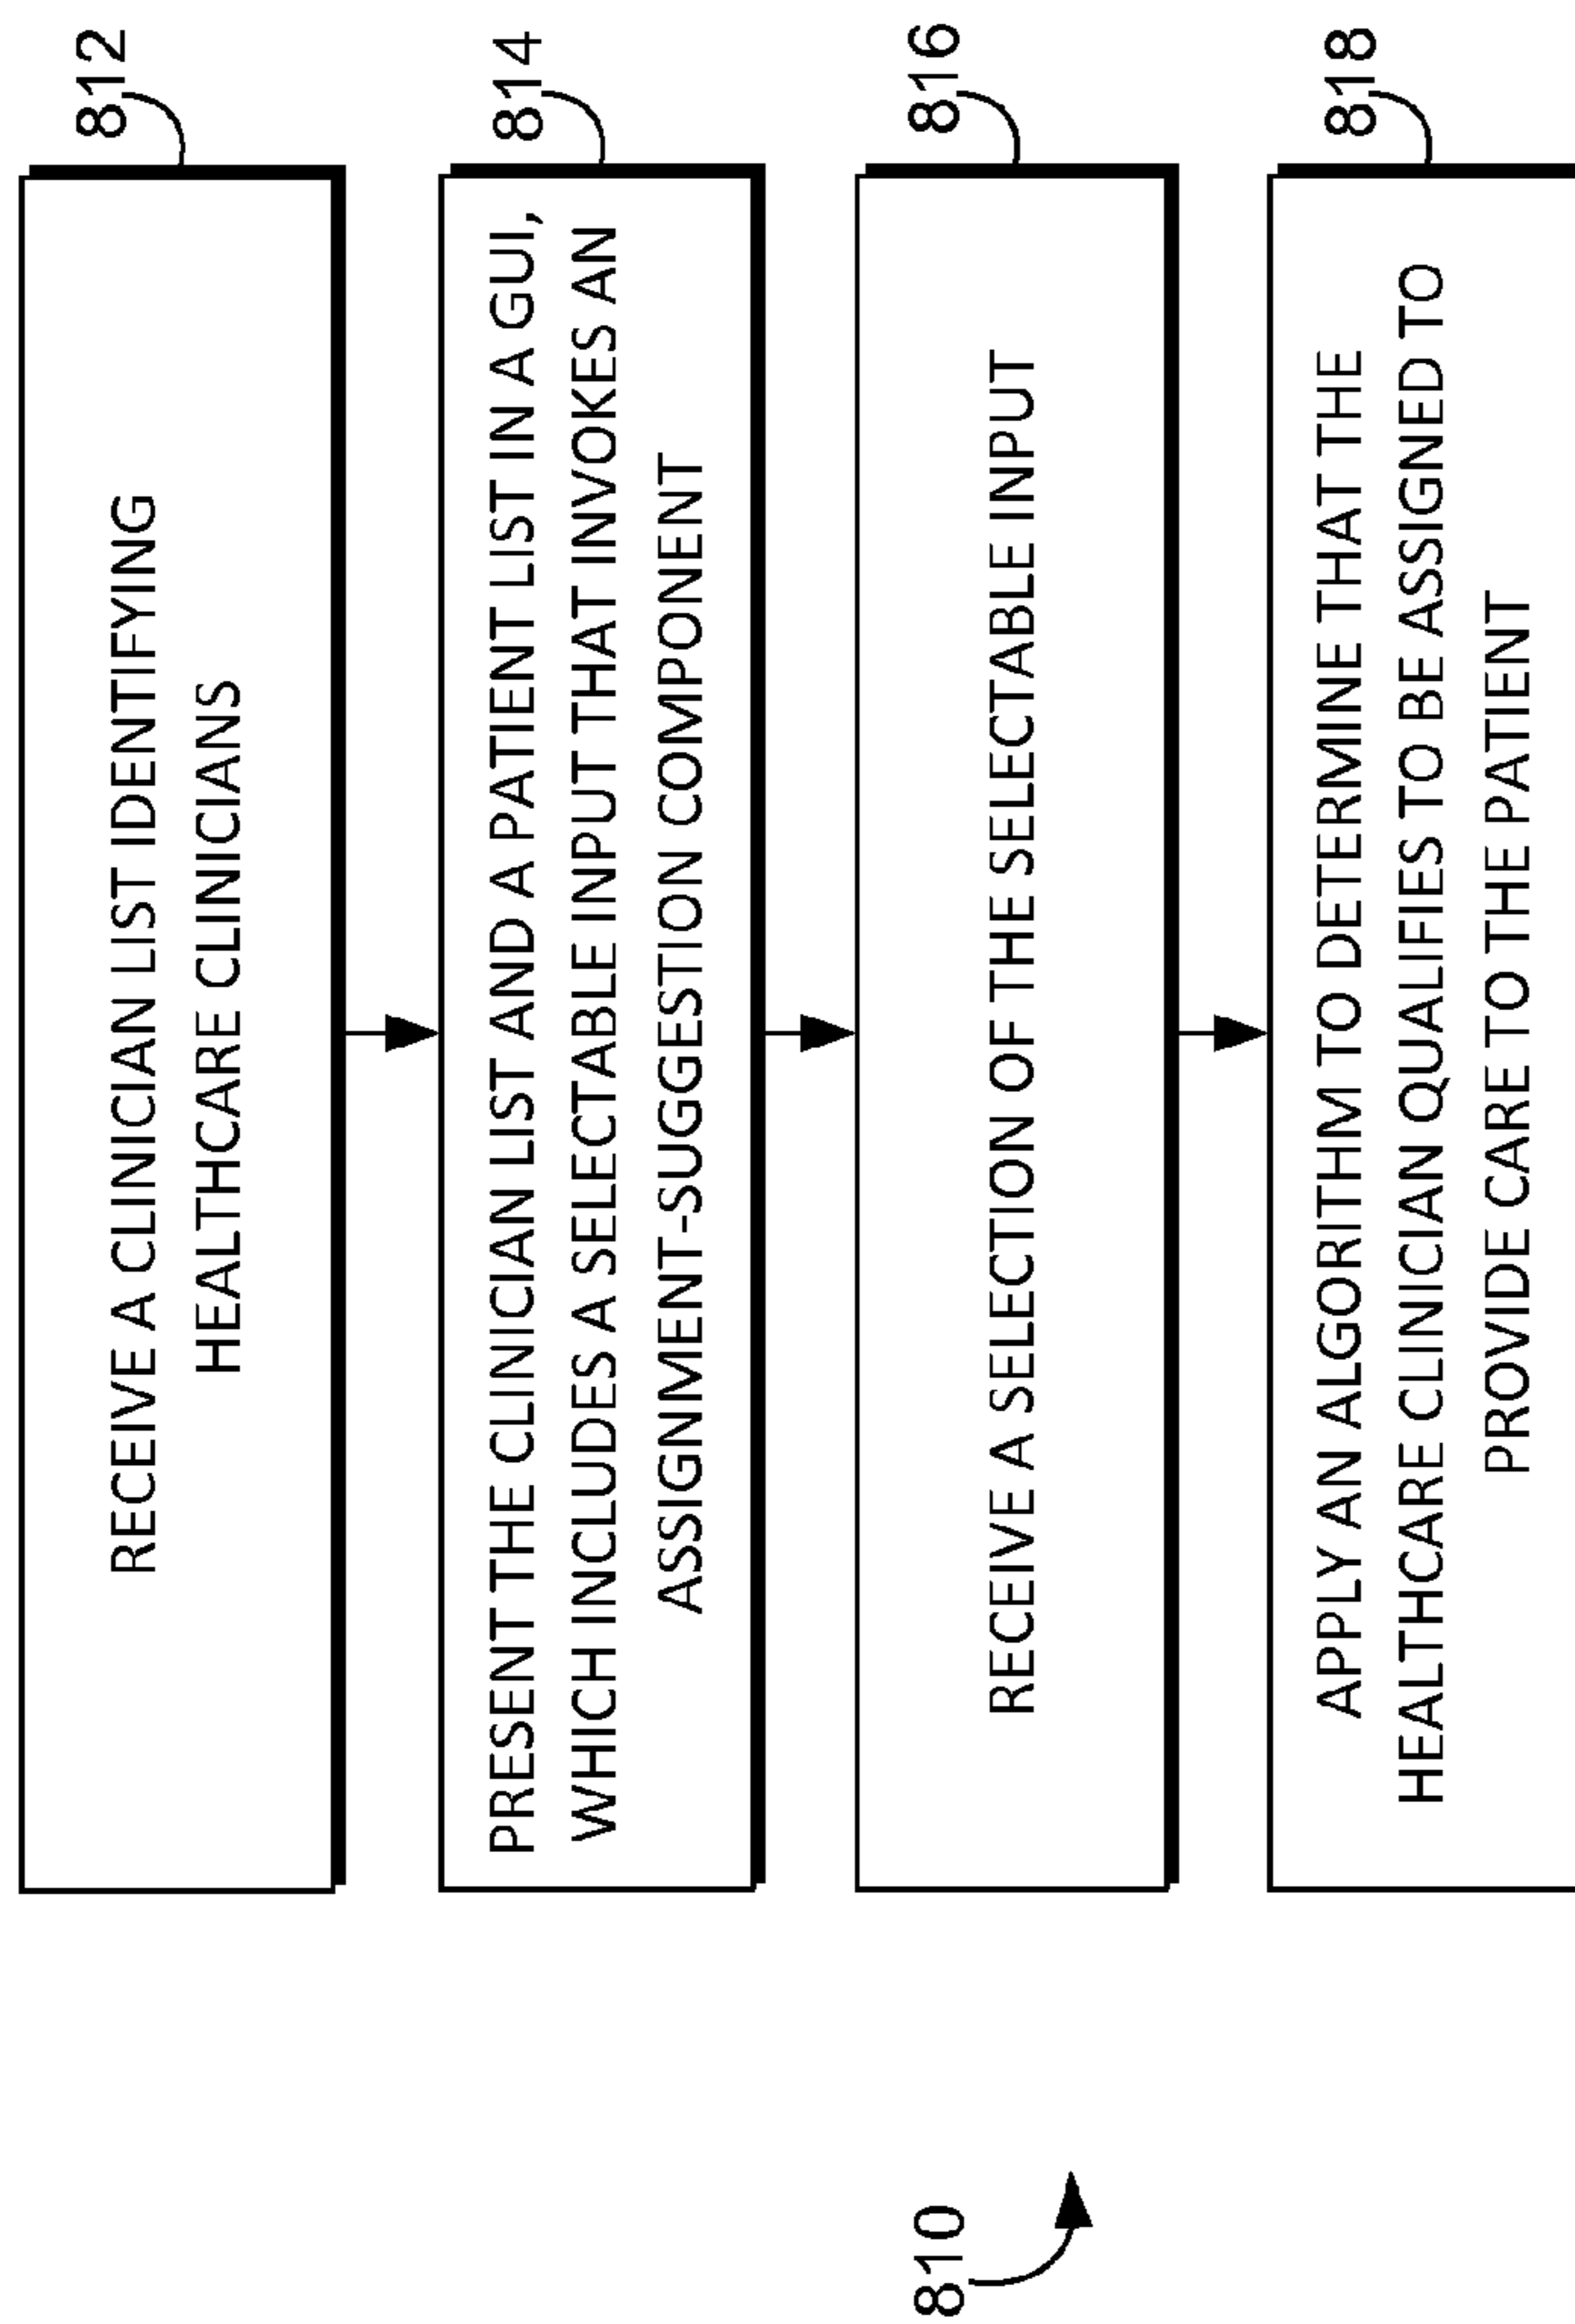 812
RECEIVE A CLINICIAN LIST IDENTIFYING
HEALTHCARE CLINICIANS
814
PRESENT THE CLINICIAN LIST AND A PATIENT LIST IN A GUI,
WHICH INCLUDES A SELECTABLE INPUT THAT INVOKES AN
ASSIGNMENT-SUGGESTION COMPONENT
810
816
RECEIVE A SELECTION OF THE SELECTABLE INPUT
818
APPLY AN ALGORITHM TO DETERMINE THAT THE
HEALTHCARE CLINICIAN QUALIFIES TO BE ASSIGNED TO
PROVIDE CARE TO THE PATIENT